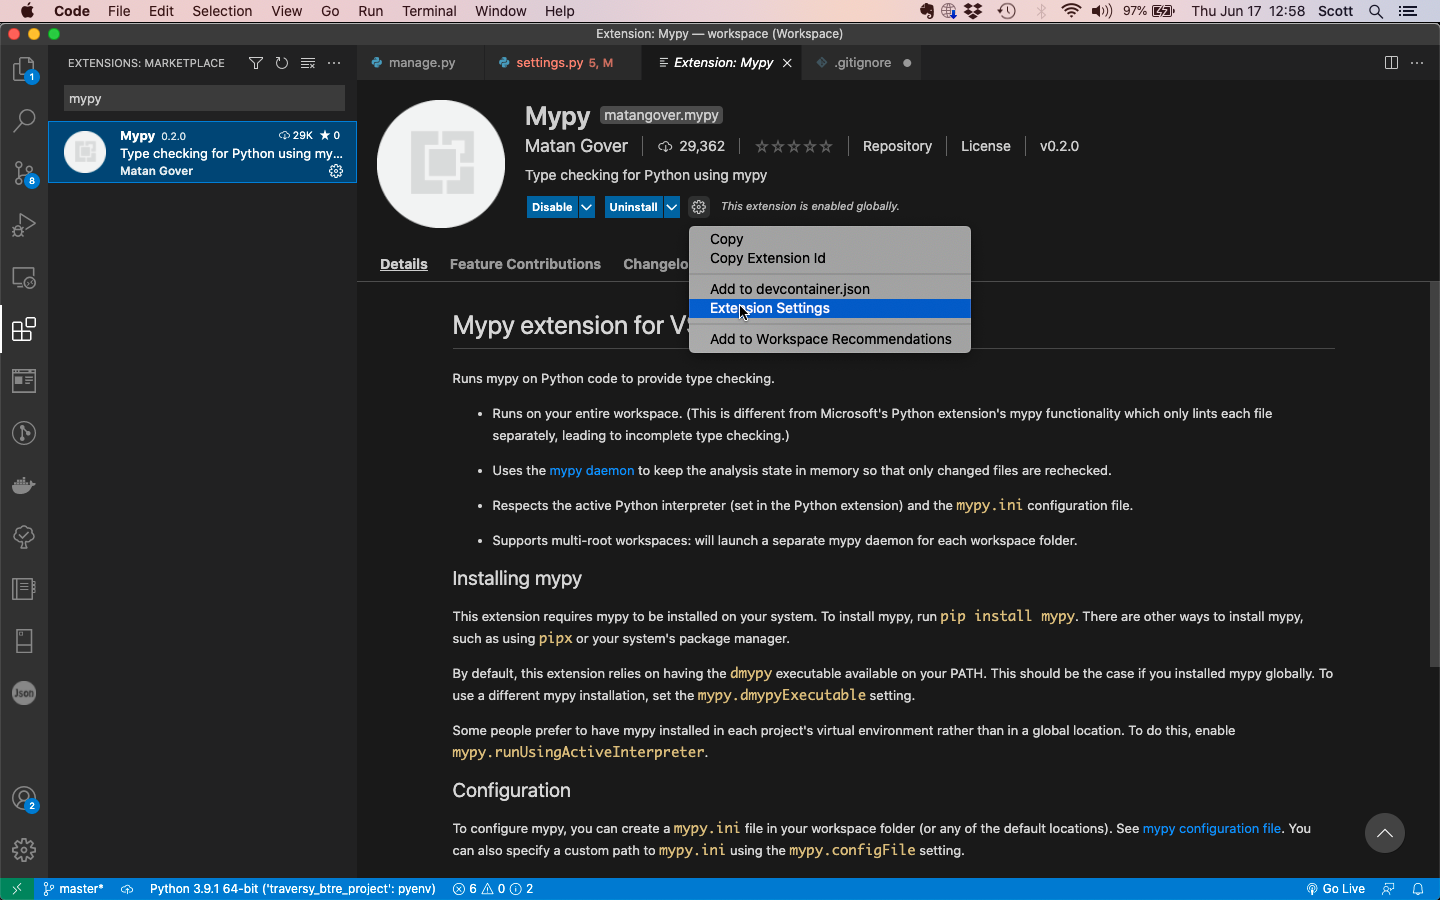 Code File Edit Selection View Go Run Terminal Window Help 97% Thu Jun 17 12:58 Scott
Extension: Mypy — workspace (Workspace)
EXTENSIONS: MARKETPLACE
manage.py
settings.py 5, M
Extension: Mypy
.gitignore
1
mypy
Mypy 0.2.0 29K ★ 0
Type checking for Python using my...
Matan Gover
8
Mypy matangover.mypy
Matan Gover 29,362 Repository License v0.2.0
Type checking for Python using mypy
Disable Uninstall This extension is enabled globally.
Copy
Copy Extension Id
Add to devcontainer.json
Extension Settings
Add to Workspace Recommendations
Details Feature Contributions Changelo
Mypy extension for VS
Runs mypy on Python code to provide type checking.
• Runs on your entire workspace. (This is different from Microsoft's Python extension's mypy functionality which only lints each file
separately, leading to incomplete type checking.)
• Uses the mypy daemon to keep the analysis state in memory so that only changed files are rechecked.
• Respects the active Python interpreter (set in the Python extension) and the mypy.ini configuration file.
• Supports multi-root workspaces: will launch a separate mypy daemon for each workspace folder.
Installing mypy
This extension requires mypy to be installed on your system. To install mypy, run pip install mypy. There are other ways to install mypy,
such as using pipx or your system's package manager.
By default, this extension relies on having the dmypy executable available on your PATH. This should be the case if you installed mypy globally. To
use a different mypy installation, set the mypy.dmypyExecutable setting.
Some people prefer to have mypy installed in each project's virtual environment rather than in a global location. To do this, enable
mypy.runUsingActiveInterpreter.
Configuration
To configure mypy, you can create a mypy.ini file in your workspace folder (or any of the default locations). See mypy configuration file. You
can also specify a custom path to mypy.ini using the mypy.configFile setting.
Json
2
master* Python 3.9.1 64-bit ('traversy_btre_project': pyenv) 6 0 2 Go Live